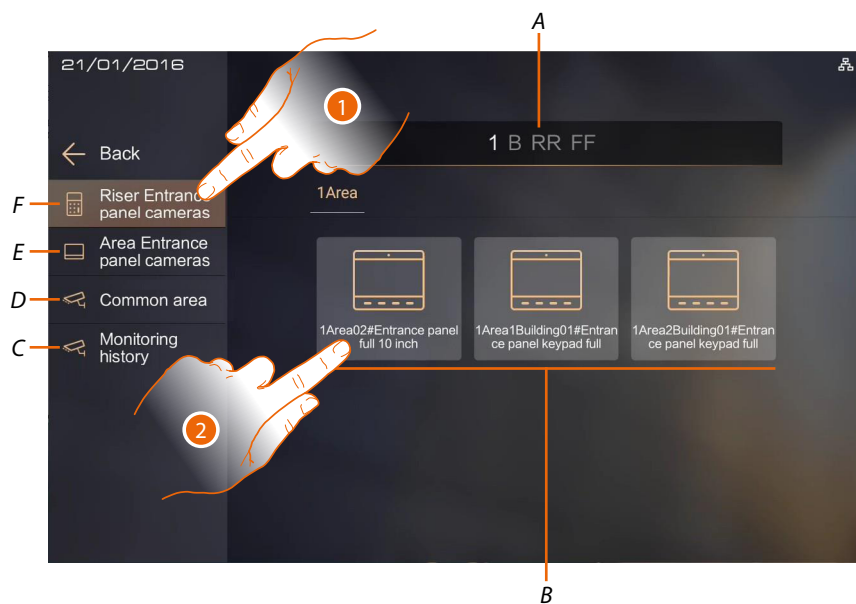 A
21/01/2016
1
1 B RR FF
Back
1Area
F
Riser Entrance
panel cameras
E
Area Entrance
panel cameras
D
Common area
C
Monitoring
history
1Area02#Entrance panel
full 10 inch
1Area1Building01#Entran
ce panel keypad full
1Area2Building01#Entran
ce panel keypad full
2
B